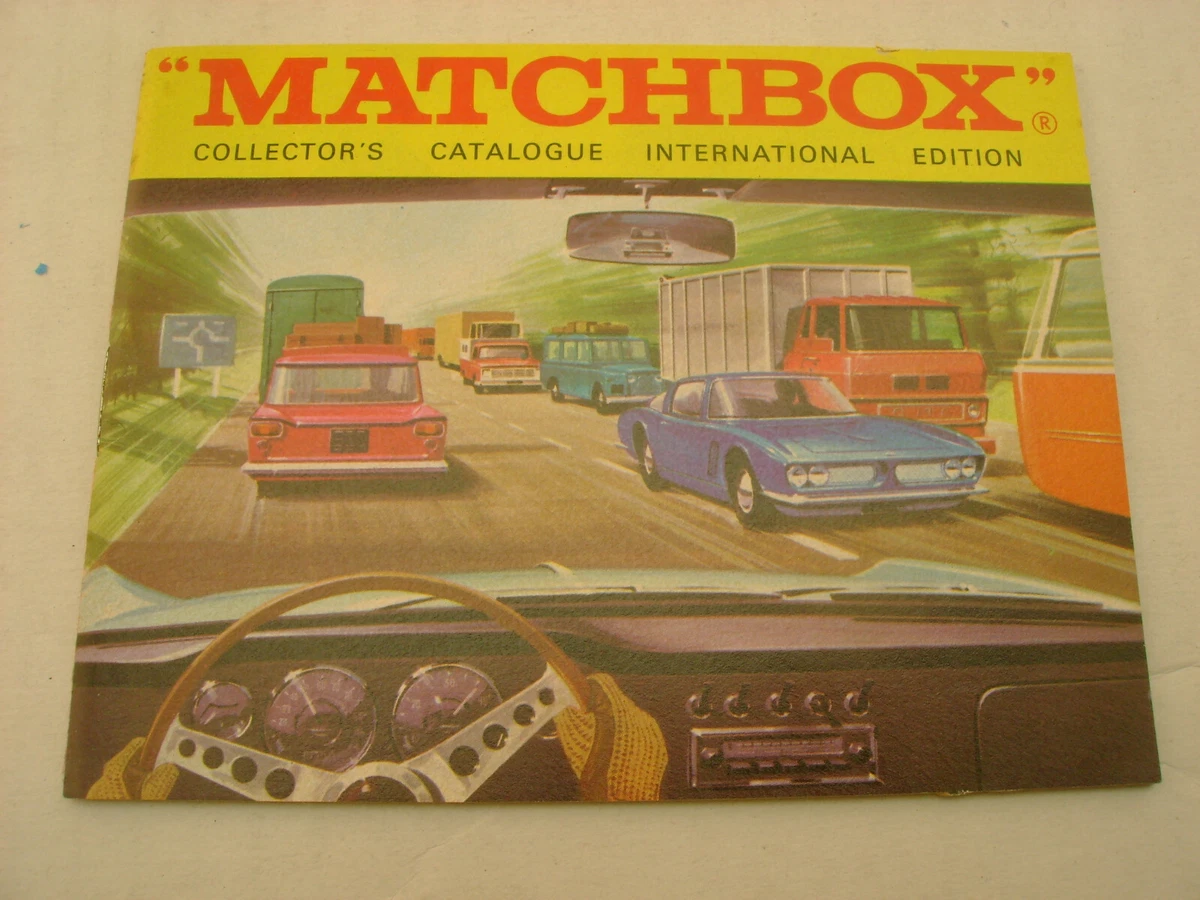 “MATCHBOX”®
COLLECTOR'S CATALOGUE INTERNATIONAL EDITION